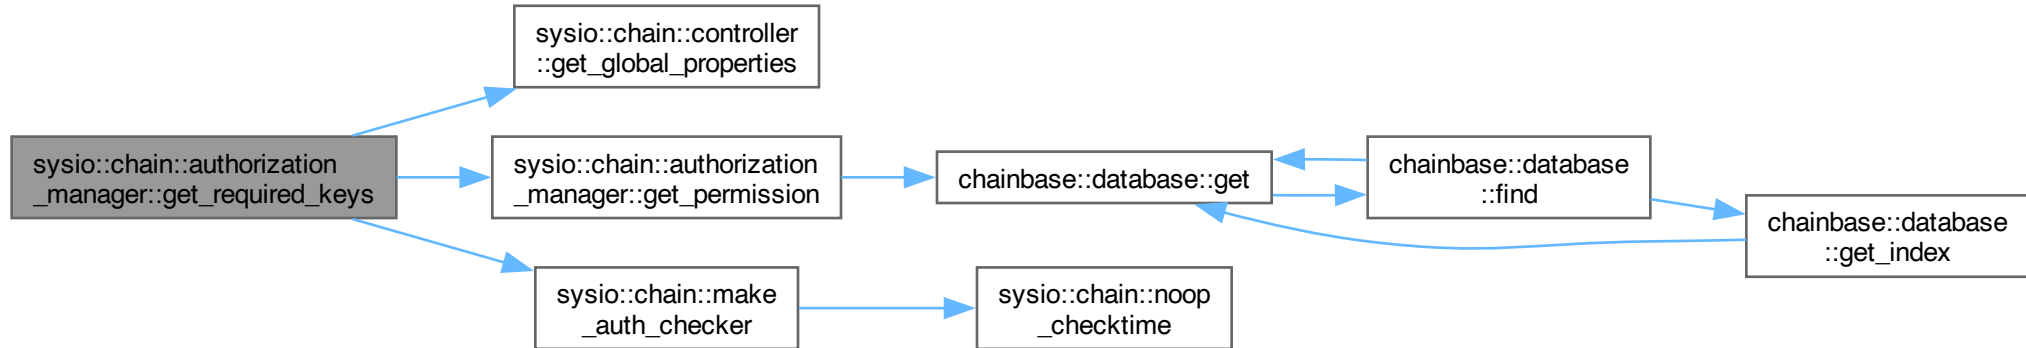 sysio::chain::controller
::get_global_properties
sysio::chain::authorization
_manager::get_required_keys
sysio::chain::authorization
_manager::get_permission
chainbase::database::get
chainbase::database
::find
chainbase::database
::get_index
sysio::chain::make
_auth_checker
sysio::chain::noop
_checktime